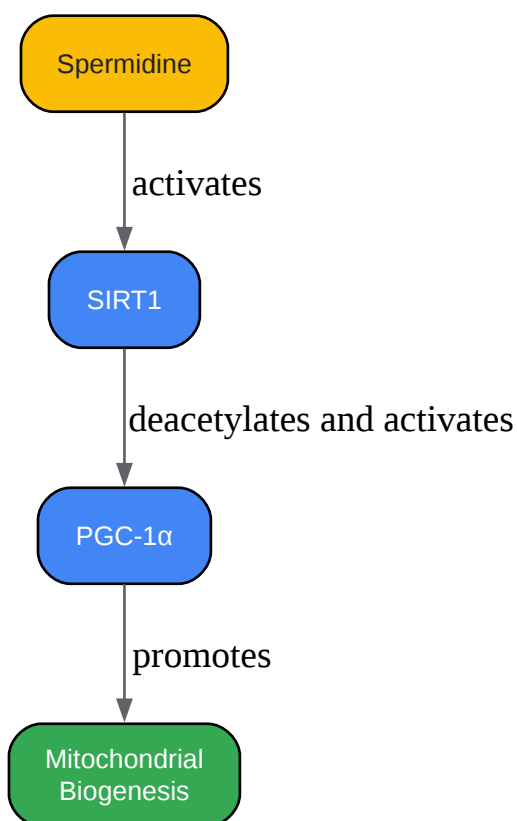 Spermidine
activates
SIRT1
deacetylates and activates
PGC-1α
promotes
Mitochondrial
Biogenesis